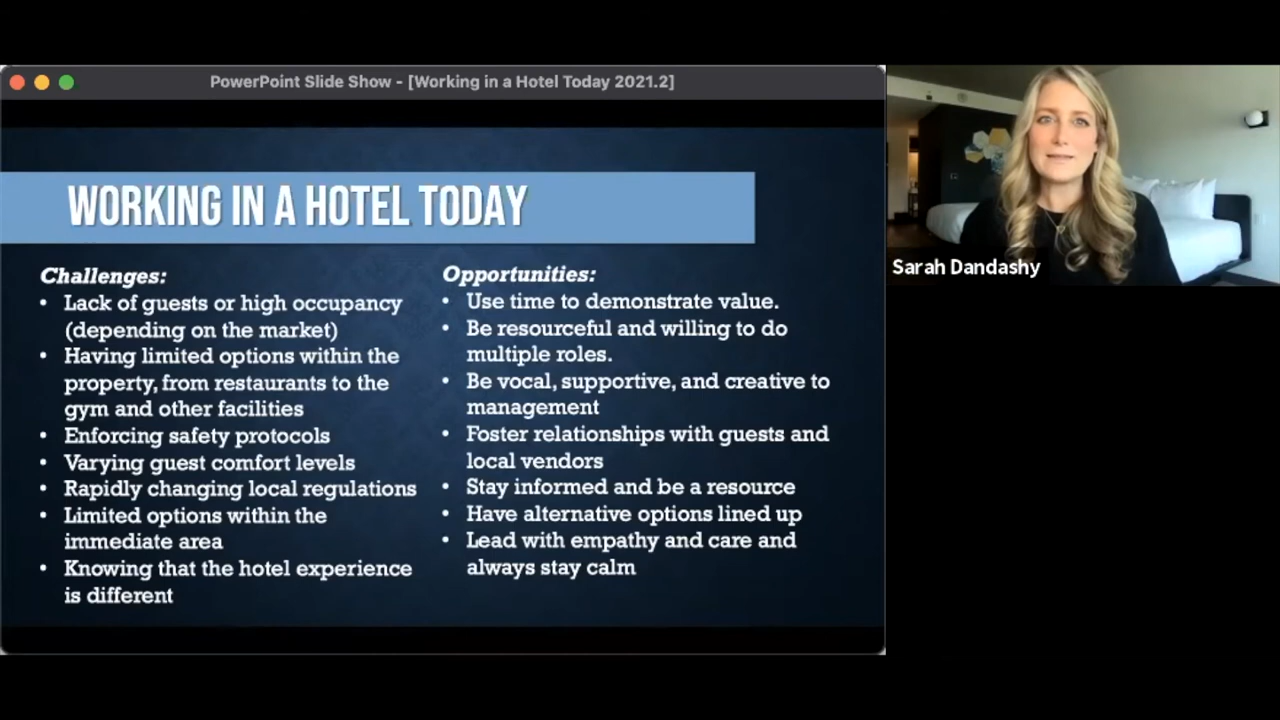 PowerPoint Slide Show - [Working in a Hotel Today 2021.2]
WORKING IN A HOTEL TODAY
Challenges:
• Lack of guests or high occupancy
(depending on the market)
• Having limited options within the
property, from restaurants to the
gym and other facilities
• Enforcing safety protocols
• Varying guest comfort levels
• Rapidly changing local regulations
• Limited options within the
immediate area
• Knowing that the hotel experience
is different
Opportunities:
• Use time to demonstrate value.
• Be resourceful and willing to do
multiple roles.
• Be vocal, supportive, and creative to
management
• Foster relationships with guests and
local vendors
• Stay informed and be a resource
• Have alternative options lined up
• Lead with empathy and care and
always stay calm
Sarah Dandashy